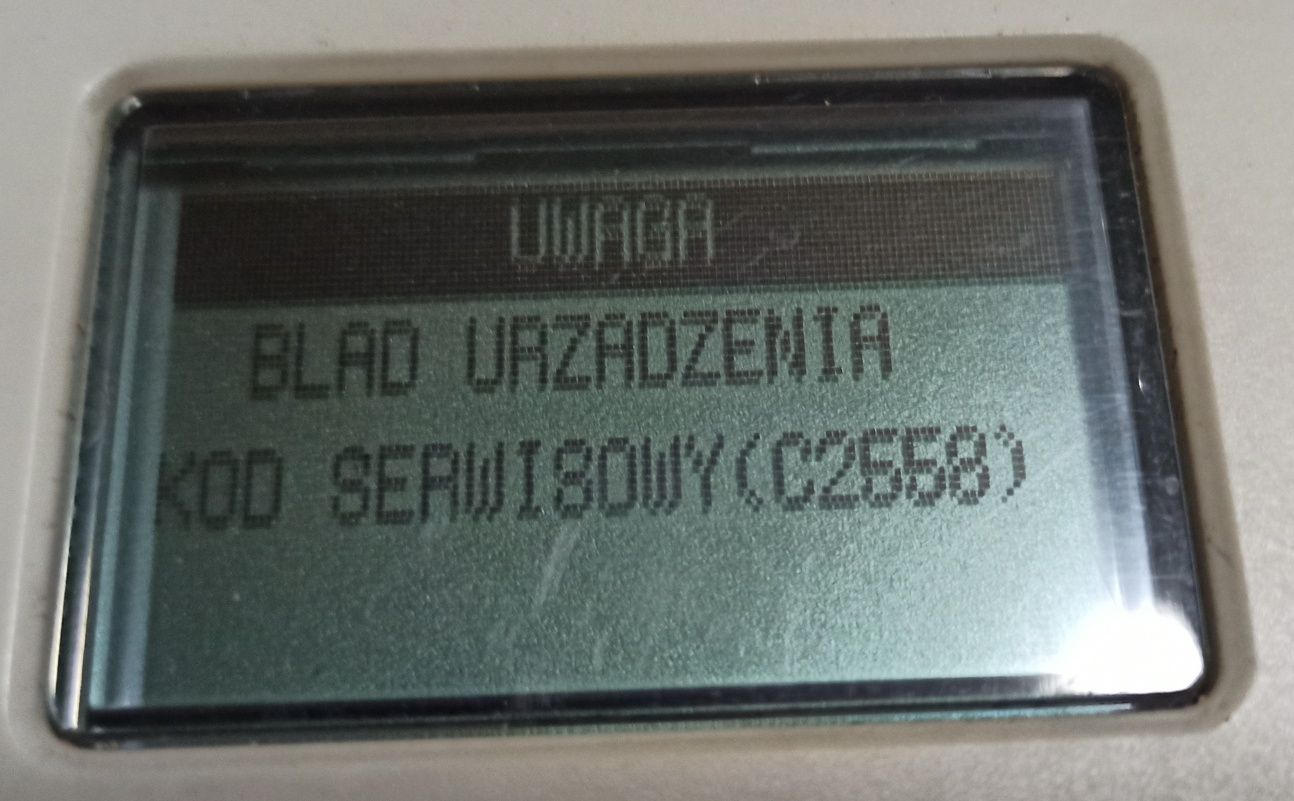 UWAGA
BLAD URZADZENIA
KOD SERWISOWY(C2558)